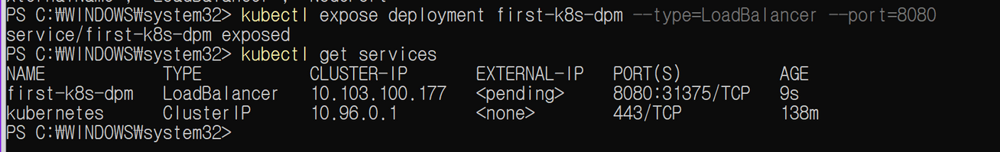 PS C:₩WINDOWS₩system32> kubectl expose deployment first-k8s-dpm --type=LoadBalancer --port=8080
service/first-k8s-dpm exposed
PS C:₩WINDOWS₩system32> kubectl get services
NAME TYPE CLUSTER-IP EXTERNAL-IP PORT(S) AGE
first-k8s-dpm LoadBalancer 10.103.100.177 <pending> 8080:31375/TCP 9s
kubernetes ClusterIP 10.96.0.1 <none> 443/TCP 138m
PS C:₩WINDOWS₩system32>